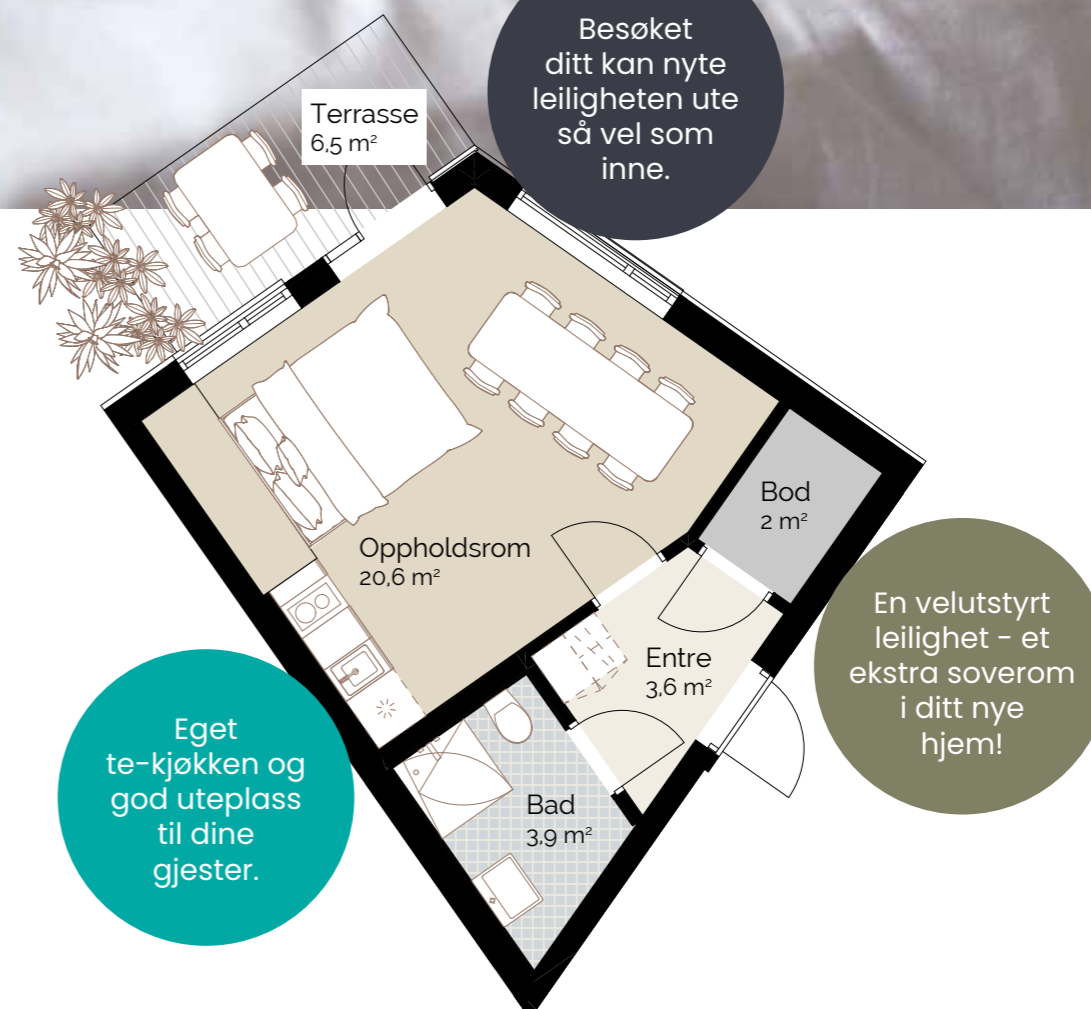 Besøket
ditt kan nyte
leiligheten ute
så vel som
inne.
Terrasse
6,5 m²
Oppholdsrom
20,6 m²
Bod
2 m²
Entre
3,6 m²
Bad
3,9 m²
En velutstyrt
leilighet - et
ekstra soverom
i ditt nye
hjem!
Eget
te-kjøkken og
god uteplass
til dine
gjester.